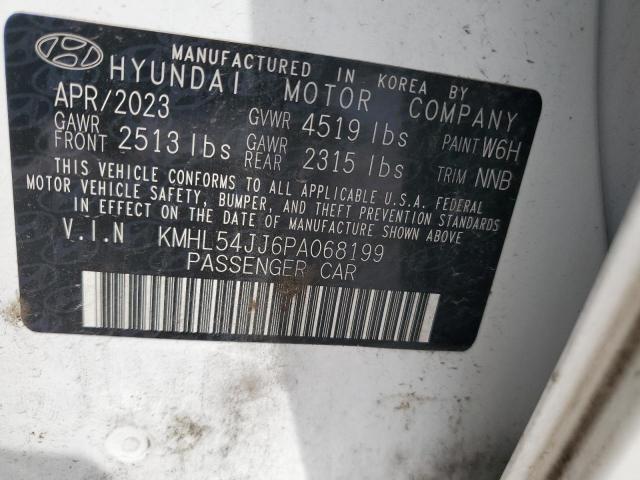 MANUFACTURED IN KOREA BY
HYUNDAI MOTOR COMPANY
APR/2023 GVWR 4519 lbs PAINT W6H
GAWR FRONT 2513 lbs GAWR REAR 2315 lbs TRIM NNB
THIS VEHICLE CONFORMS TO ALL APPLICABLE U.S.A. FEDERAL
MOTOR VEHICLE SAFETY, BUMPER, AND THEFT PREVENTION STANDARDS
IN EFFECT ON THE DATE OF MANUFACTURE SHOWN ABOVE
V.I.N KMHL54JJ6PA068199
PASSENGER CAR